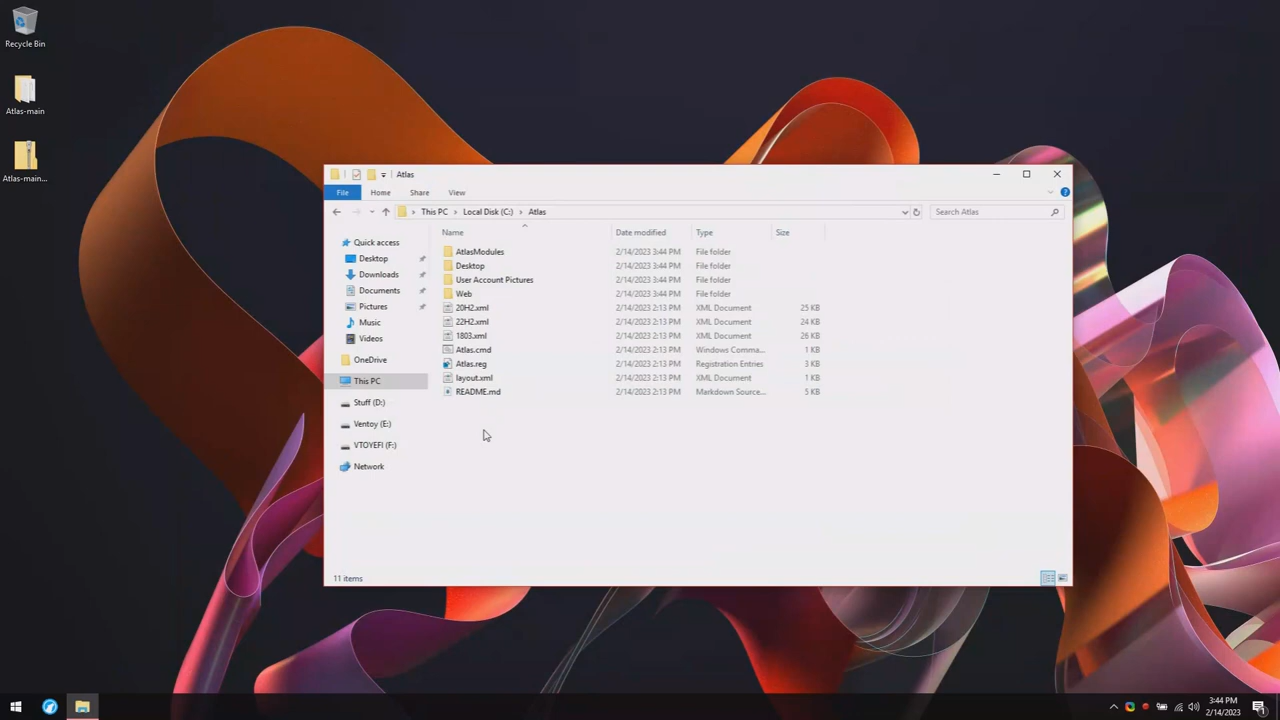 Recycle Bin
Atlas-main
Atlas-main...
Atlas
File Home Share View
This PC Local Disk (C:) Atlas
Search Atlas
Name Date modified Type Size
Quick access
Desktop
Downloads
Documents
Pictures
Music
Videos
OneDrive
This PC
Stuff (D:)
Ventoy (E:)
VTOYEFI (F:)
Network
AtlasModules 2/14/2023 3:44 PM File folder
Desktop 2/14/2023 3:44 PM File folder
User Account Pictures 2/14/2023 3:44 PM File folder
Web 2/14/2023 3:44 PM File folder
20H2.xml 2/14/2023 2:13 PM XML Document 25 KB
22H2.xml 2/14/2023 2:13 PM XML Document 24 KB
1803.xml 2/14/2023 2:13 PM XML Document 26 KB
Atlas.cmd 2/14/2023 2:13 PM Windows Comma... 1 KB
Atlas.reg 2/14/2023 2:13 PM Registration Entries 3 KB
layout.xml 2/14/2023 2:13 PM XML Document 1 KB
README.md 2/14/2023 2:13 PM Markdown Source... 5 KB
11 items
3:44 PM
2/14/2023